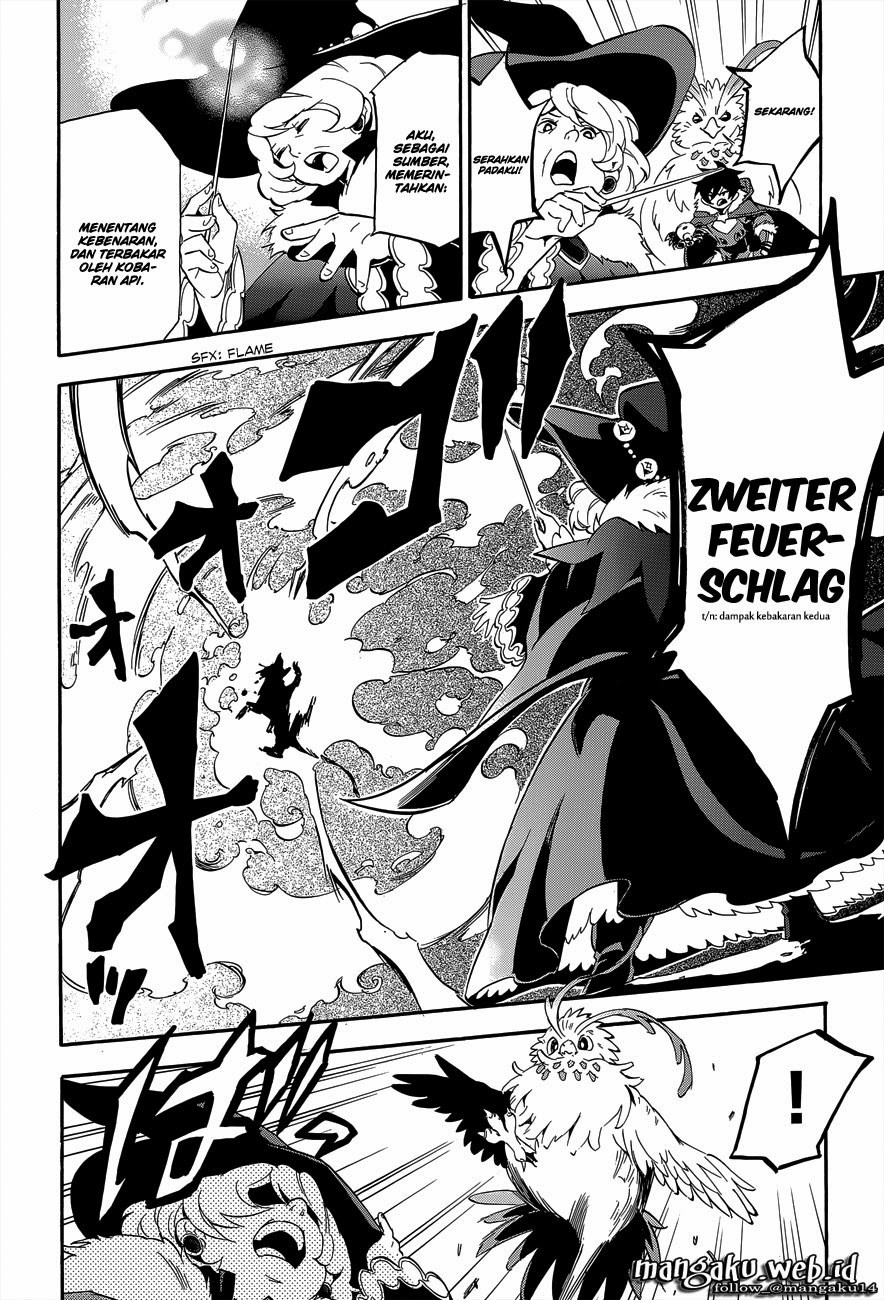 SEKARANG!
SERAHKAN
PADAKU!
AKU,
SEBAGAI
SUMBER,
MEMERIN-
TAHKAN:
MENENTANG
KEBENARAN,
DAN TERBAKAR
OLEH KOBA-
RAN API.
SFX: FLAME
ゴオオオ
ZWEITER
FEUER-
SCHLAG
t/n: dampak kebakaran kedua
!
ばっ
mangaku.web.id
follow @mangaku14